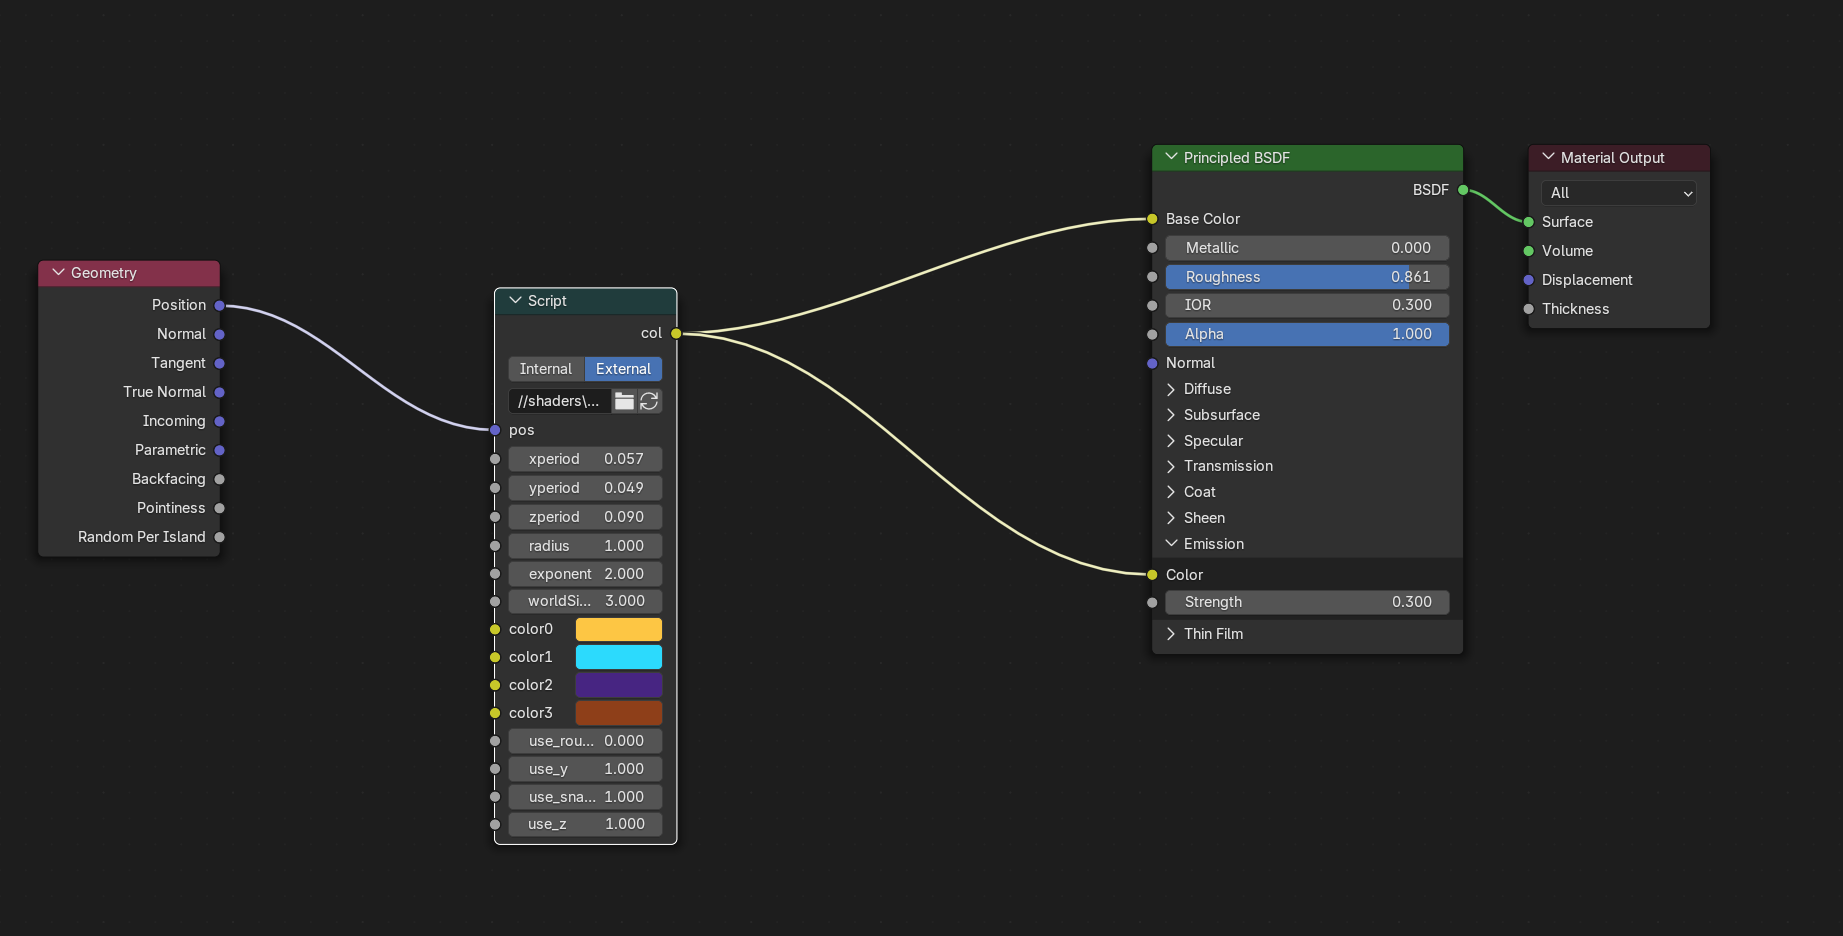 Geometry
Position
Normal
Tangent
True Normal
Incoming
Parametric
Backfacing
Pointiness
Random Per Island
Script
col
Internal External
//shaders\...
pos
xperiod 0.057
yperiod 0.049
zperiod 0.090
radius 1.000
exponent 2.000
worldSi... 3.000
color0
color1
color2
color3
use_rou... 0.000
use_y 1.000
use_sna... 1.000
use_z 1.000
Principled BSDF
BSDF
Base Color
Metallic 0.000
Roughness 0.861
IOR 0.300
Alpha 1.000
Normal
Diffuse
Subsurface
Specular
Transmission
Coat
Sheen
Emission
Color
Strength 0.300
Thin Film
Material Output
All
Surface
Volume
Displacement
Thickness